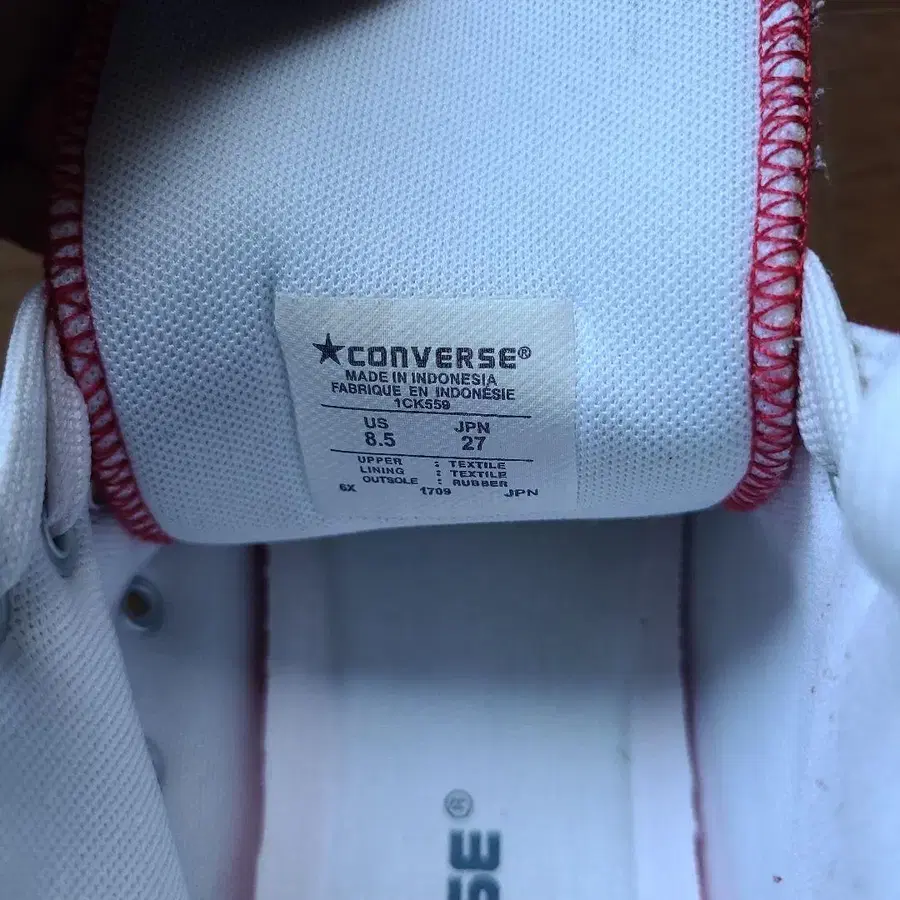 ★CONVERSE®
MADE IN INDONESIA
FABRIQUE EN INDONÉSIE
1CK559
US JPN
8.5 27
UPPER : TEXTILE
LINING : TEXTILE
OUTSOLE : RUBBER
6X 1709 JPN
SE®